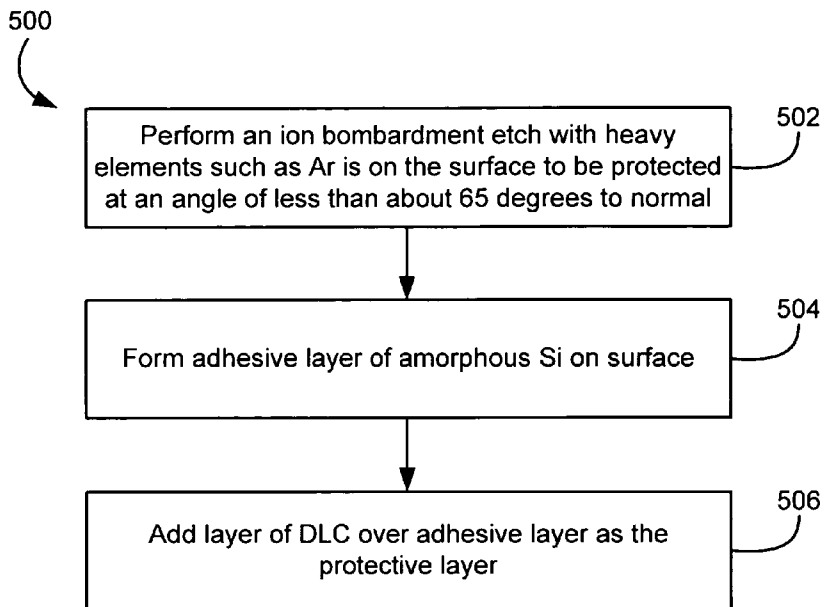 500
Perform an ion bombardment etch with heavy
elements such as Ar is on the surface to be protected
at an angle of less than about 65 degrees to normal
502
Form adhesive layer of amorphous Si on surface
504
Add layer of DLC over adhesive layer as the
protective layer
506